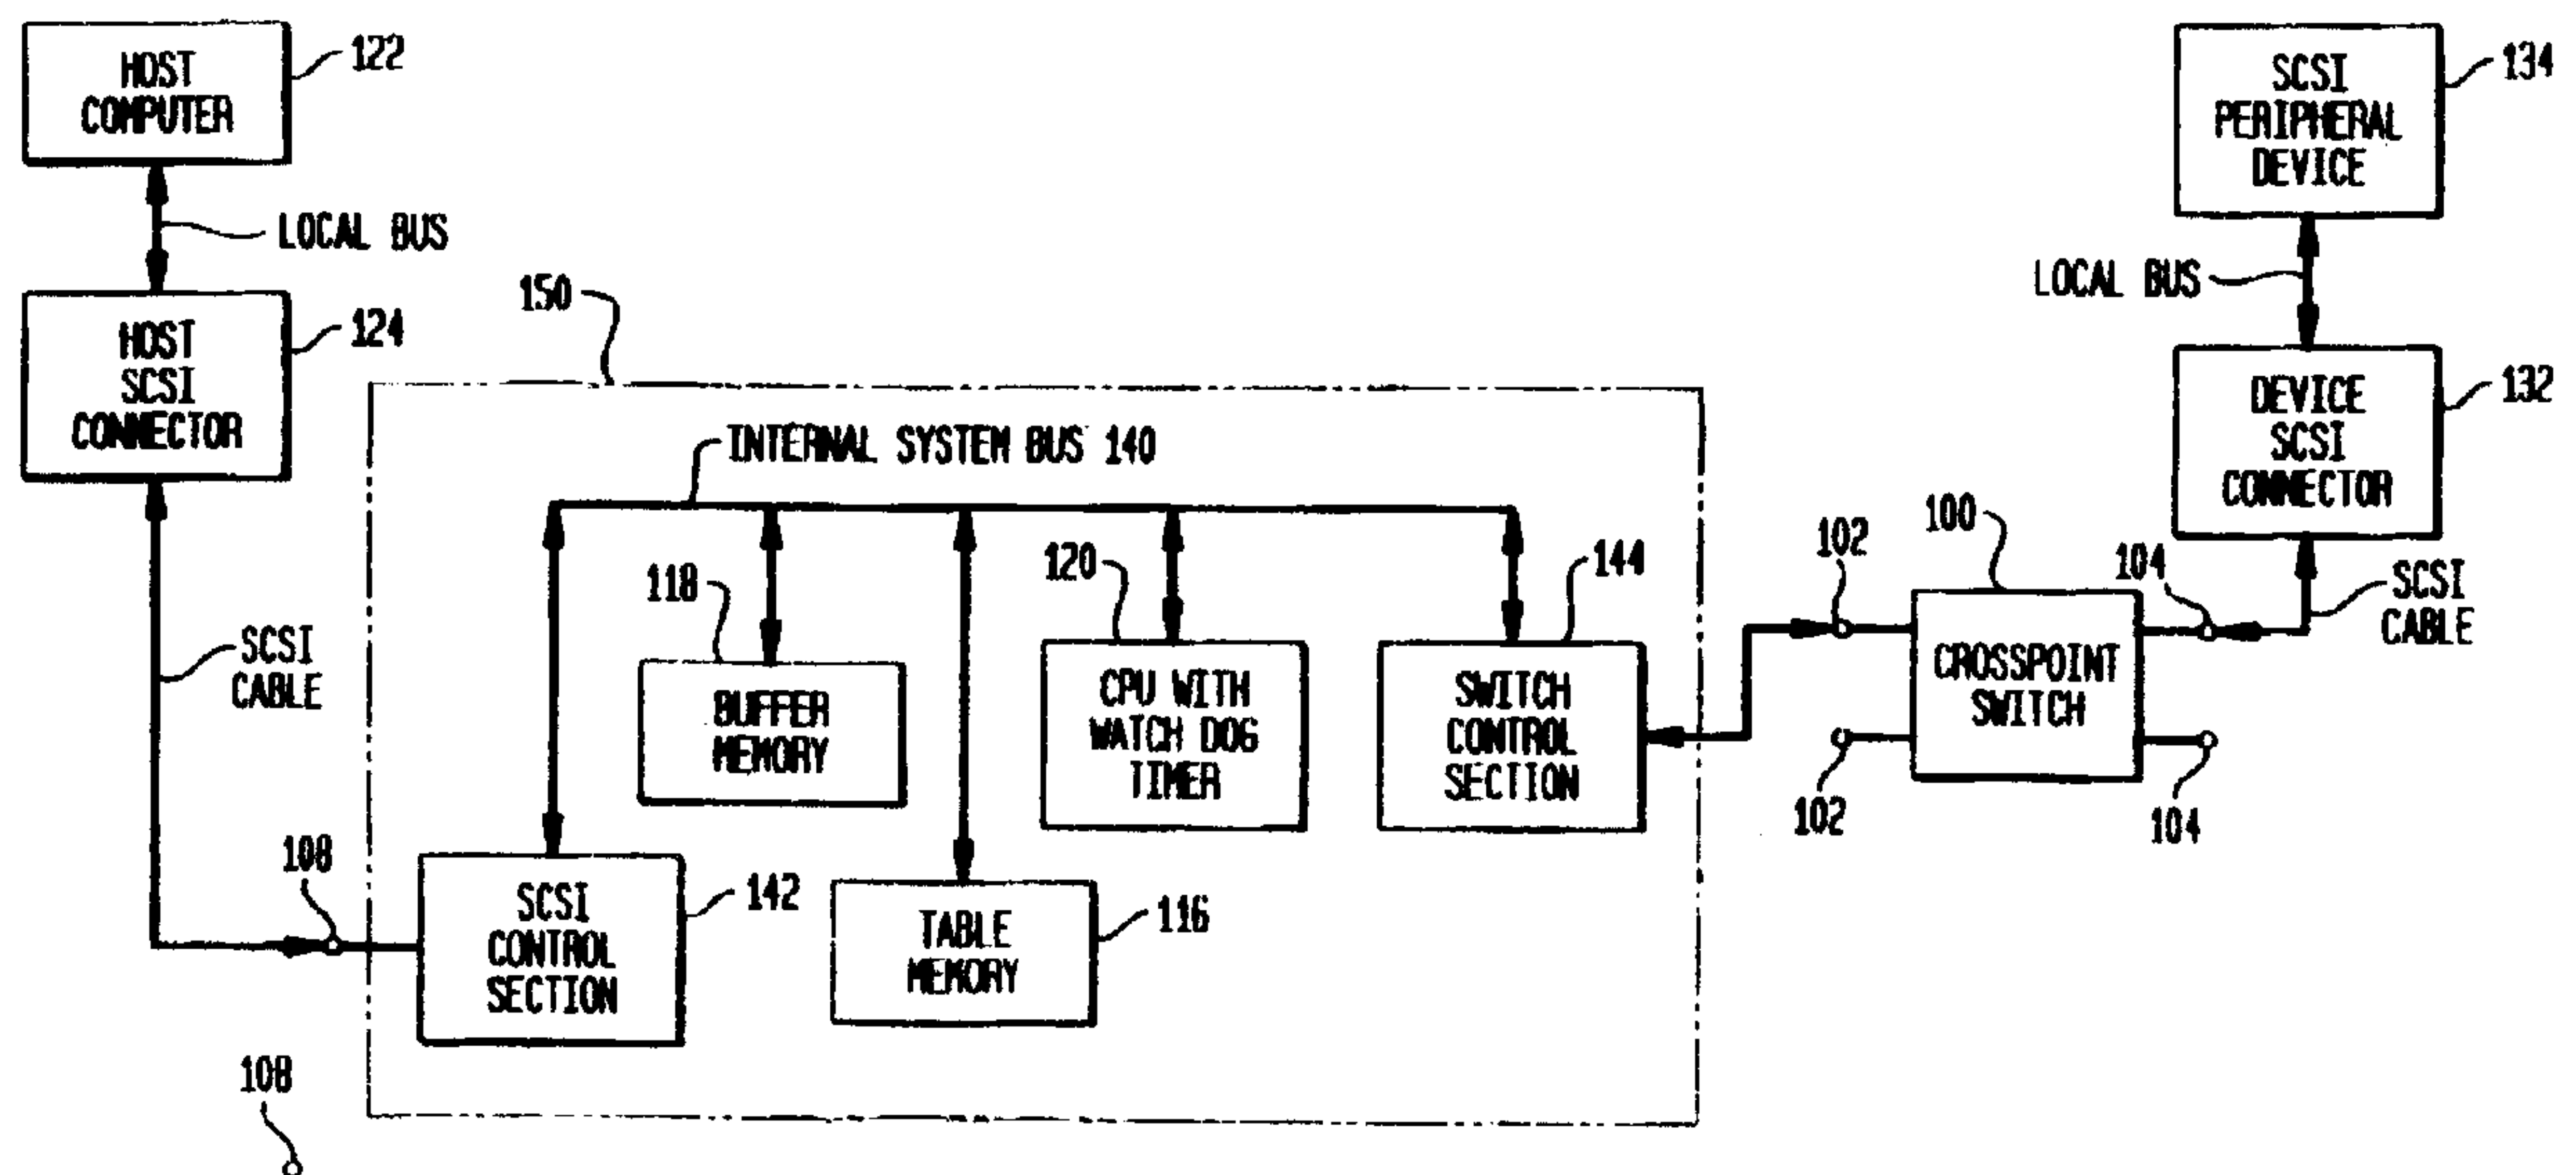 HOST
COMPUTER
122
LOCAL BUS
HOST
SCSI
CONNECTOR
124
SCSI
CABLE
108
108
150
INTERNAL SYSTEM BUS 140
118
BUFFER
MEMORY
120
CPU WITH
WATCH DOG
TIMER
144
SWITCH
CONTROL
SECTION
SCSI
CONTROL
SECTION
142
TABLE
MEMORY
116
102
102
100
CROSSPOINT
SWITCH
104
104
SCSI
CABLE
SCSI
PERIPHERAL
DEVICE
134
LOCAL BUS
DEVICE
SCSI
CONNECTOR
132